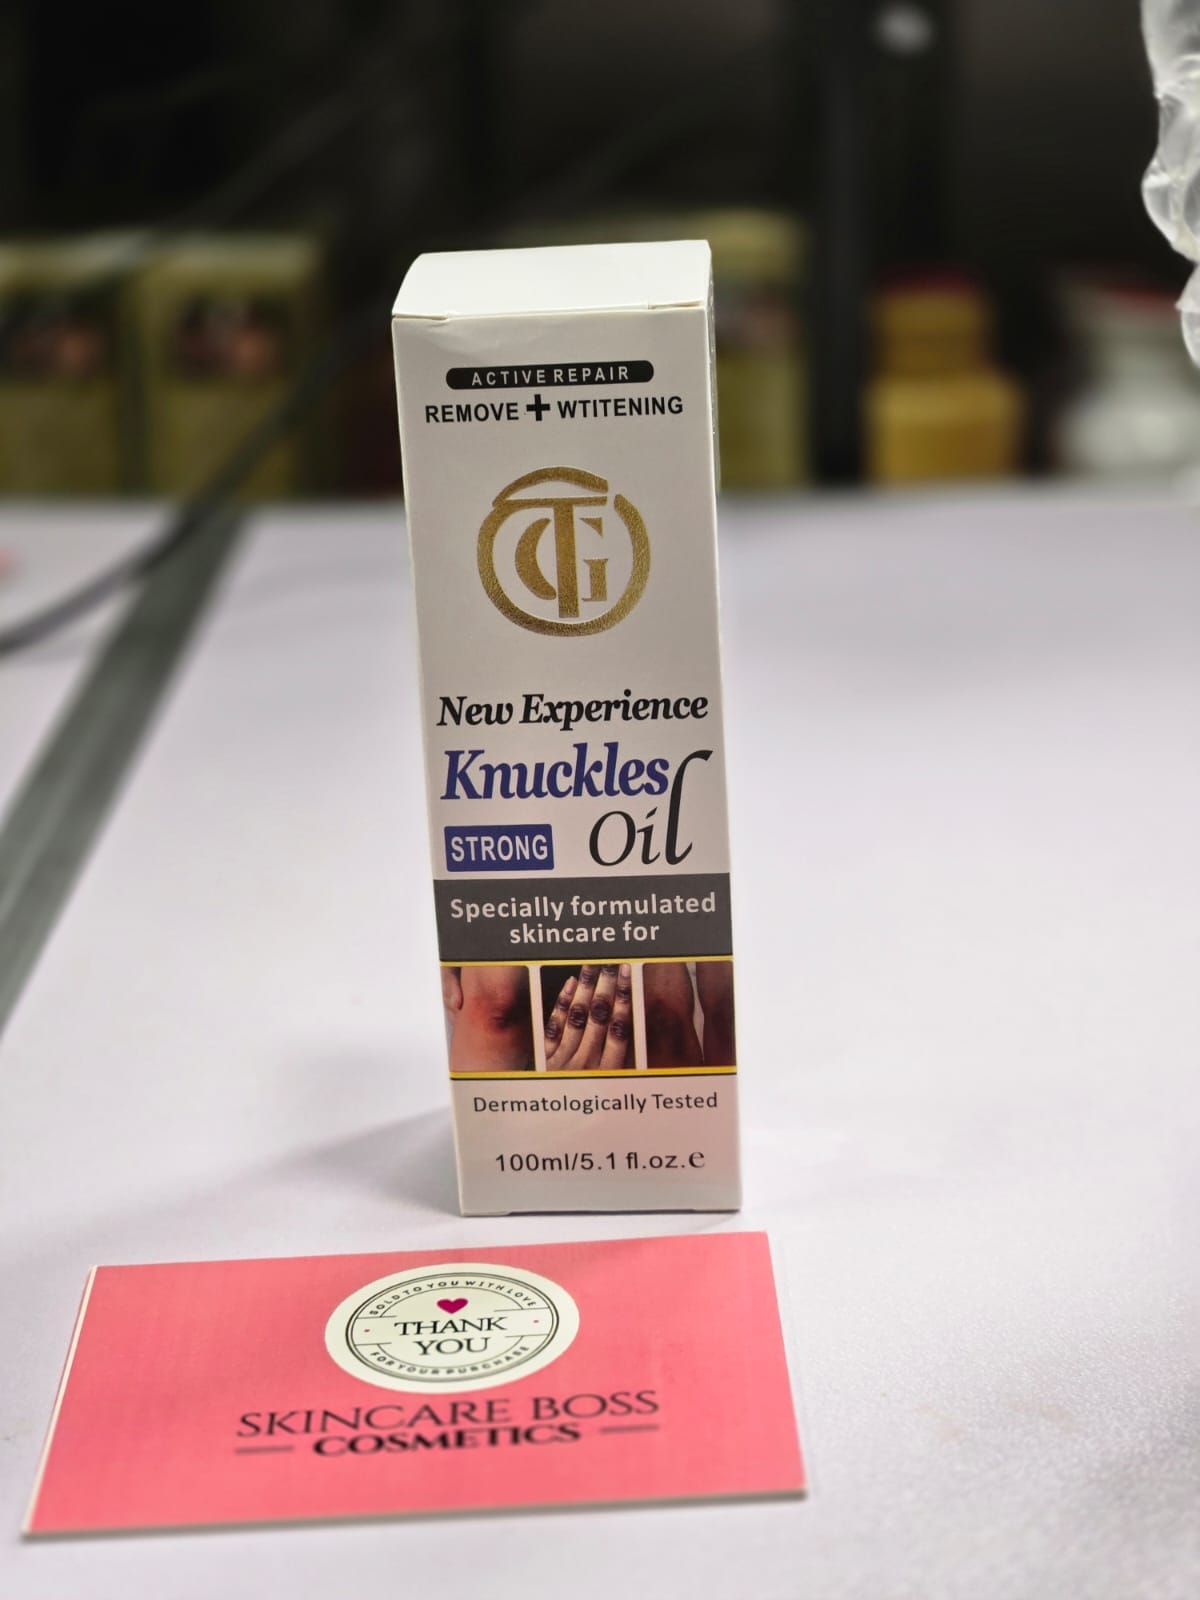 ACTIVE REPAIR
REMOVE + WTITENING
TG
New Experience
Knuckles
STRONG Oil
Specially formulated
skincare for
Dermatologically Tested
100ml/5.1 fl.oz.e
SOLD TO YOU WITH LOVE
THANK
YOU
FOR YOUR PURCHASE
SKINCARE BOSS
COSMETICS